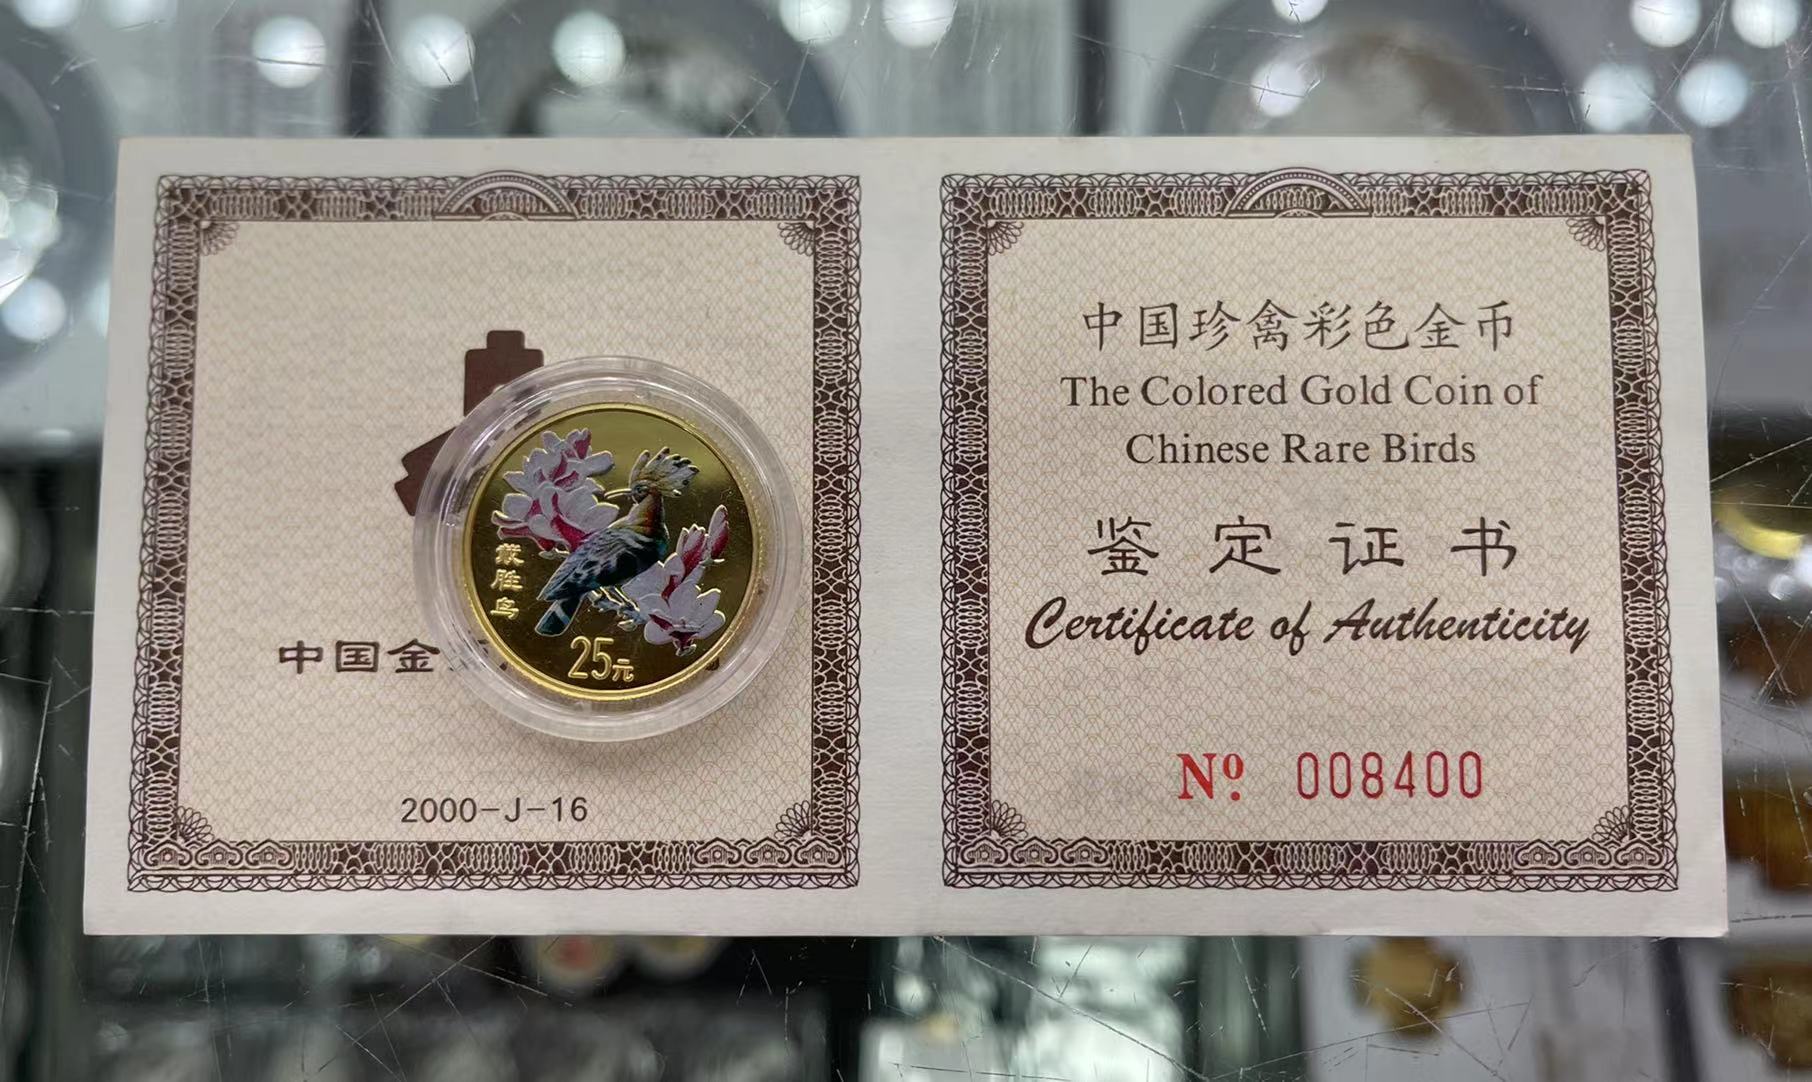 戴胜鸟
25元
中国金
2000-J-16
中国珍禽彩色金币
The Colored Gold Coin of
Chinese Rare Birds
鉴定证书
Certificate of Authenticity
Nº. 008400